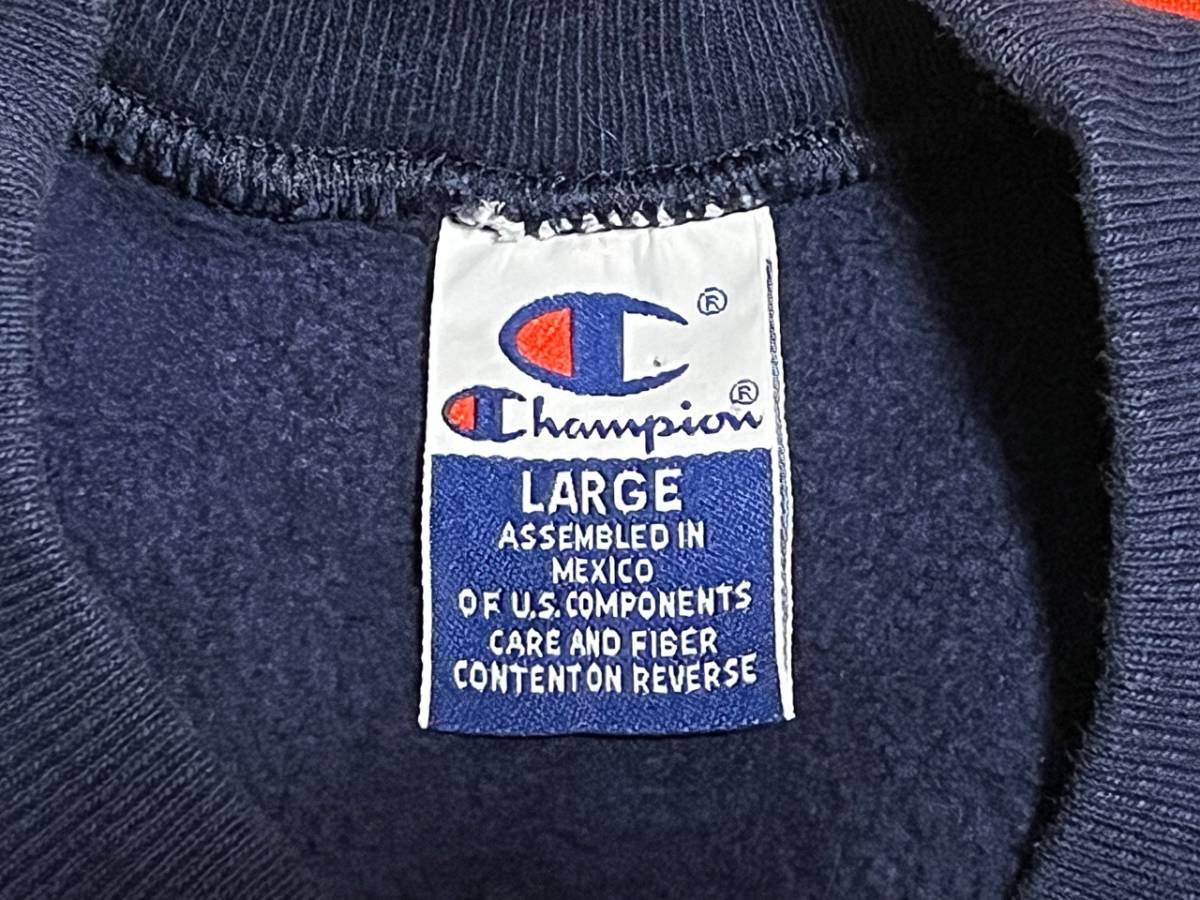 ®
Champion®
LARGE
ASSEMBLED IN
MEXICO
OF U.S. COMPONENTS
CARE AND FIBER
CONTENT ON REVERSE